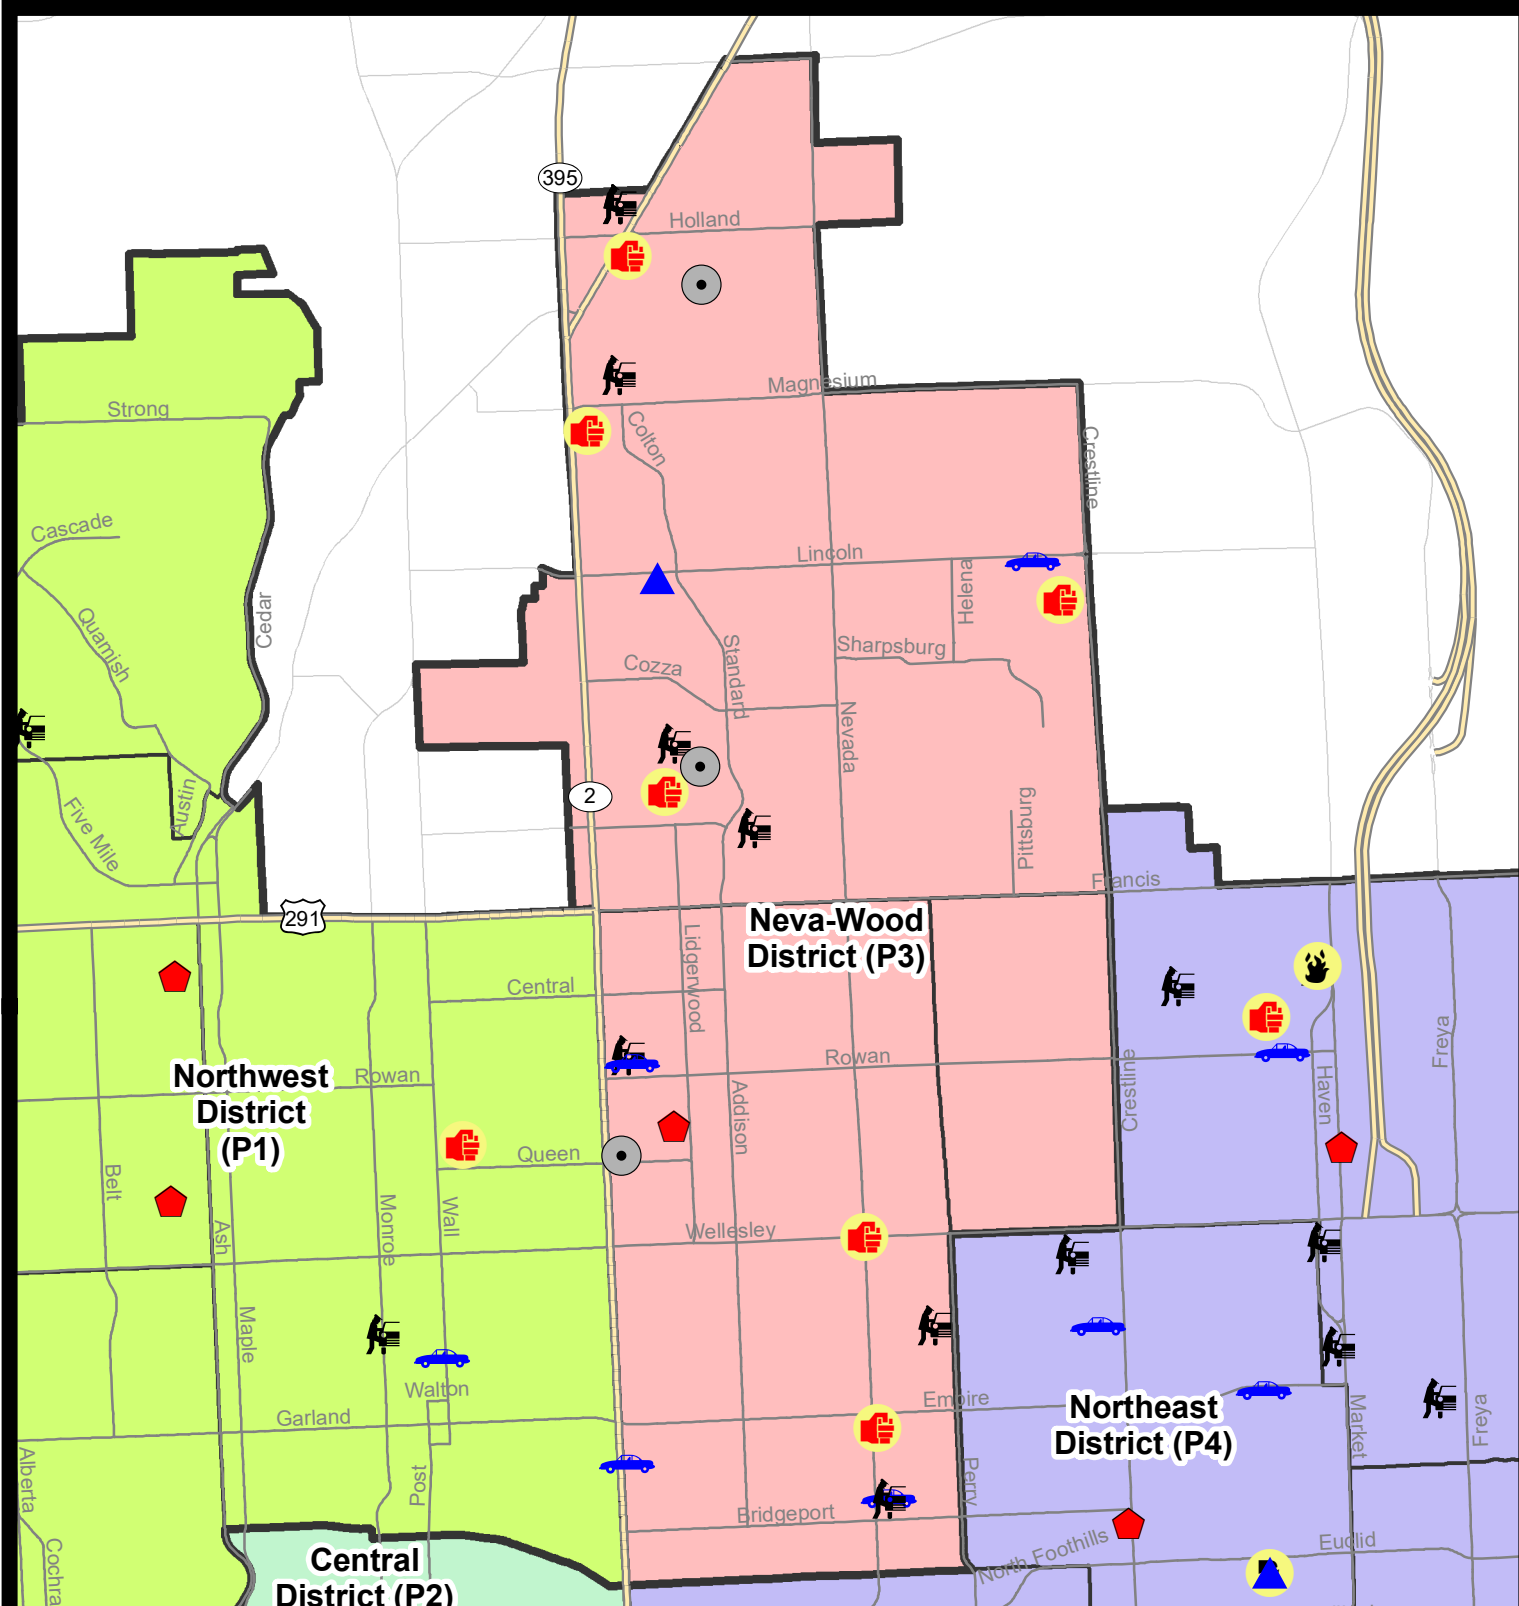 395
Holland
Magnesium
Strong
Colton
Crestline
Cascade
Lincoln
Helena
Cedar
Quamish
Sharpsburg
Cozza
Standard
Nevada
2
Austin
Five Mile
Pittsburg
Francis
291
Neva-Wood
District (P3)
Lidgerwood
Central
Freya
Rowan
Crestline
Northwest
District
(P1)
Rowan
Haven
Addison
Queen
Belt
Monroe
Wall
Ash
Wellesley
Maple
Walton
Empire
Garland
Northeast
District (P4)
Market
Freya
Alberta
Post
Perry
Bridgeport
North Foothills
Euclid
Cochra
Central
District (P2)